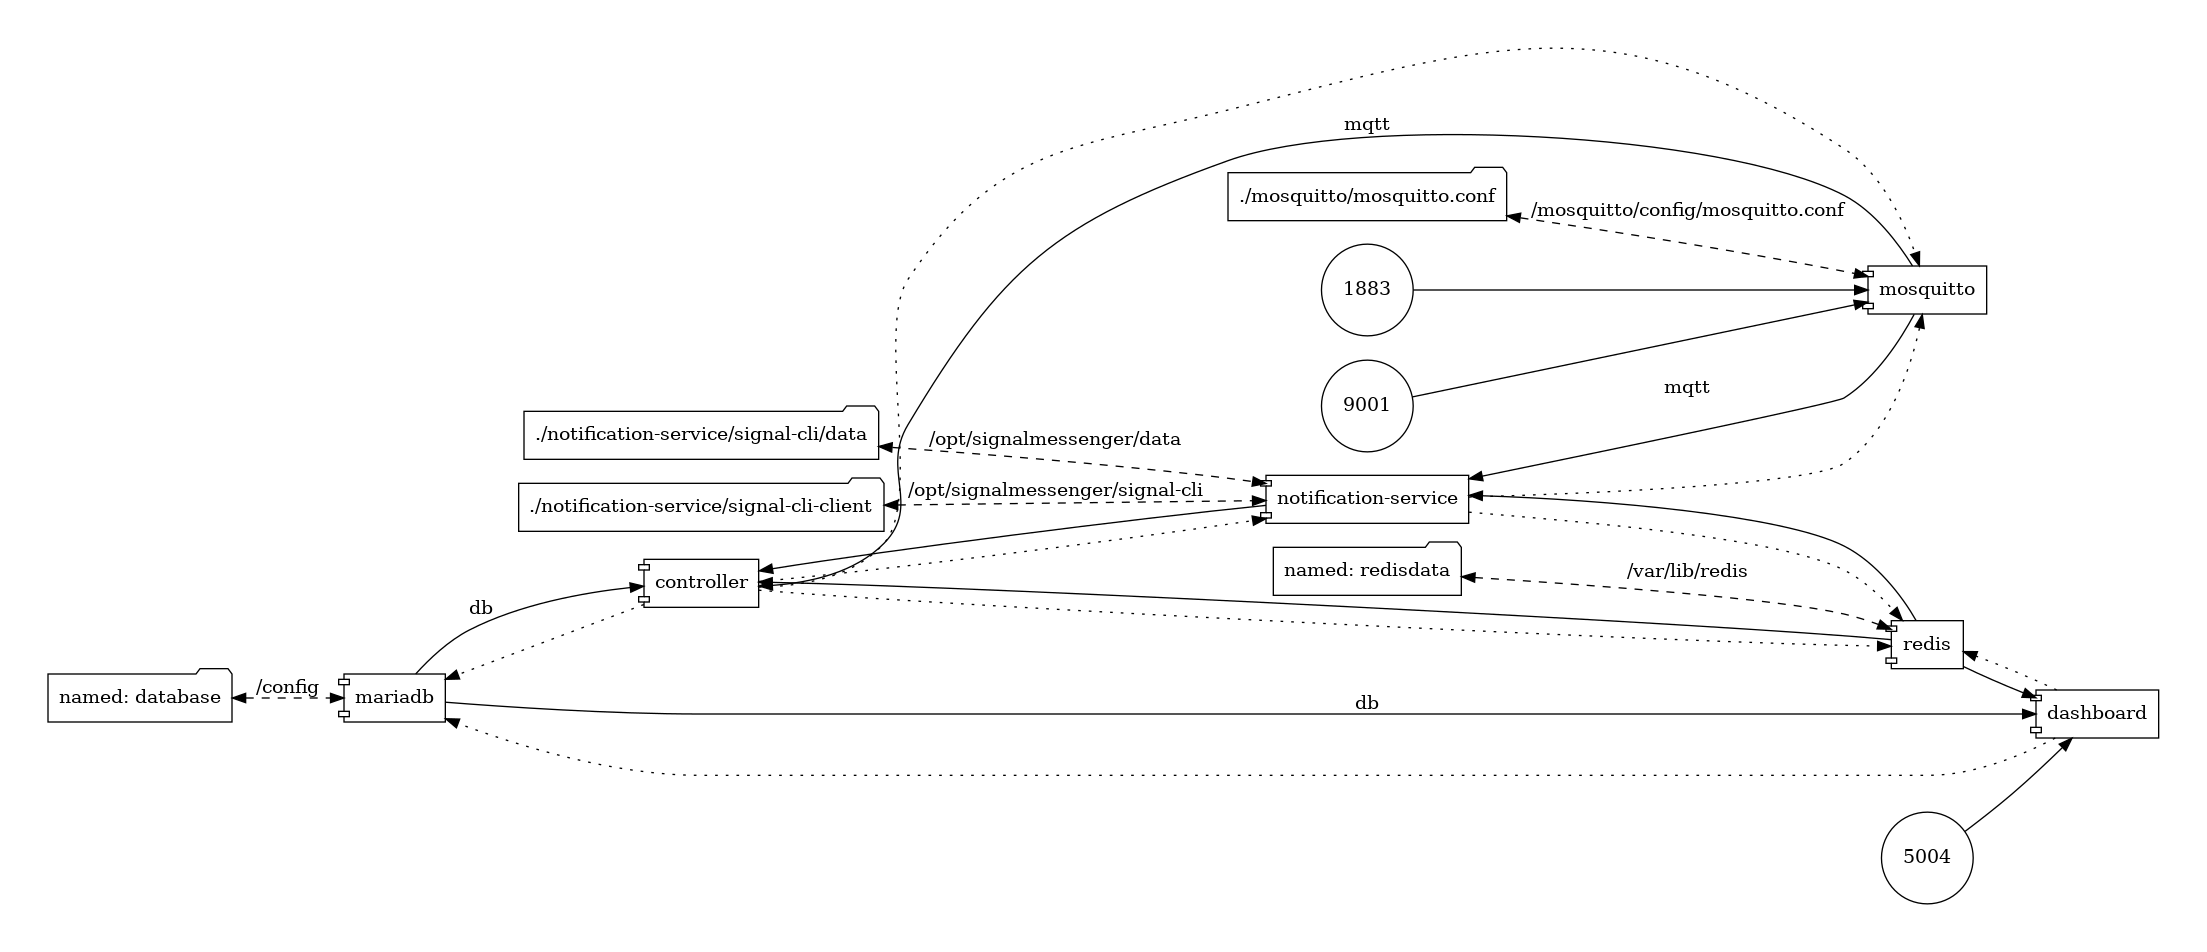 mqtt
./mosquitto/mosquitto.conf
/mosquitto/config/mosquitto.conf
1883
mosquitto
9001
mqtt
./notification-service/signal-cli/data
/opt/signalmessenger/data
./notification-service/signal-cli-client
/opt/signalmessenger/signal-cli
notification-service
controller
named: redisdata
/var/lib/redis
db
redis
named: database
/config
mariadb
db
dashboard
5004